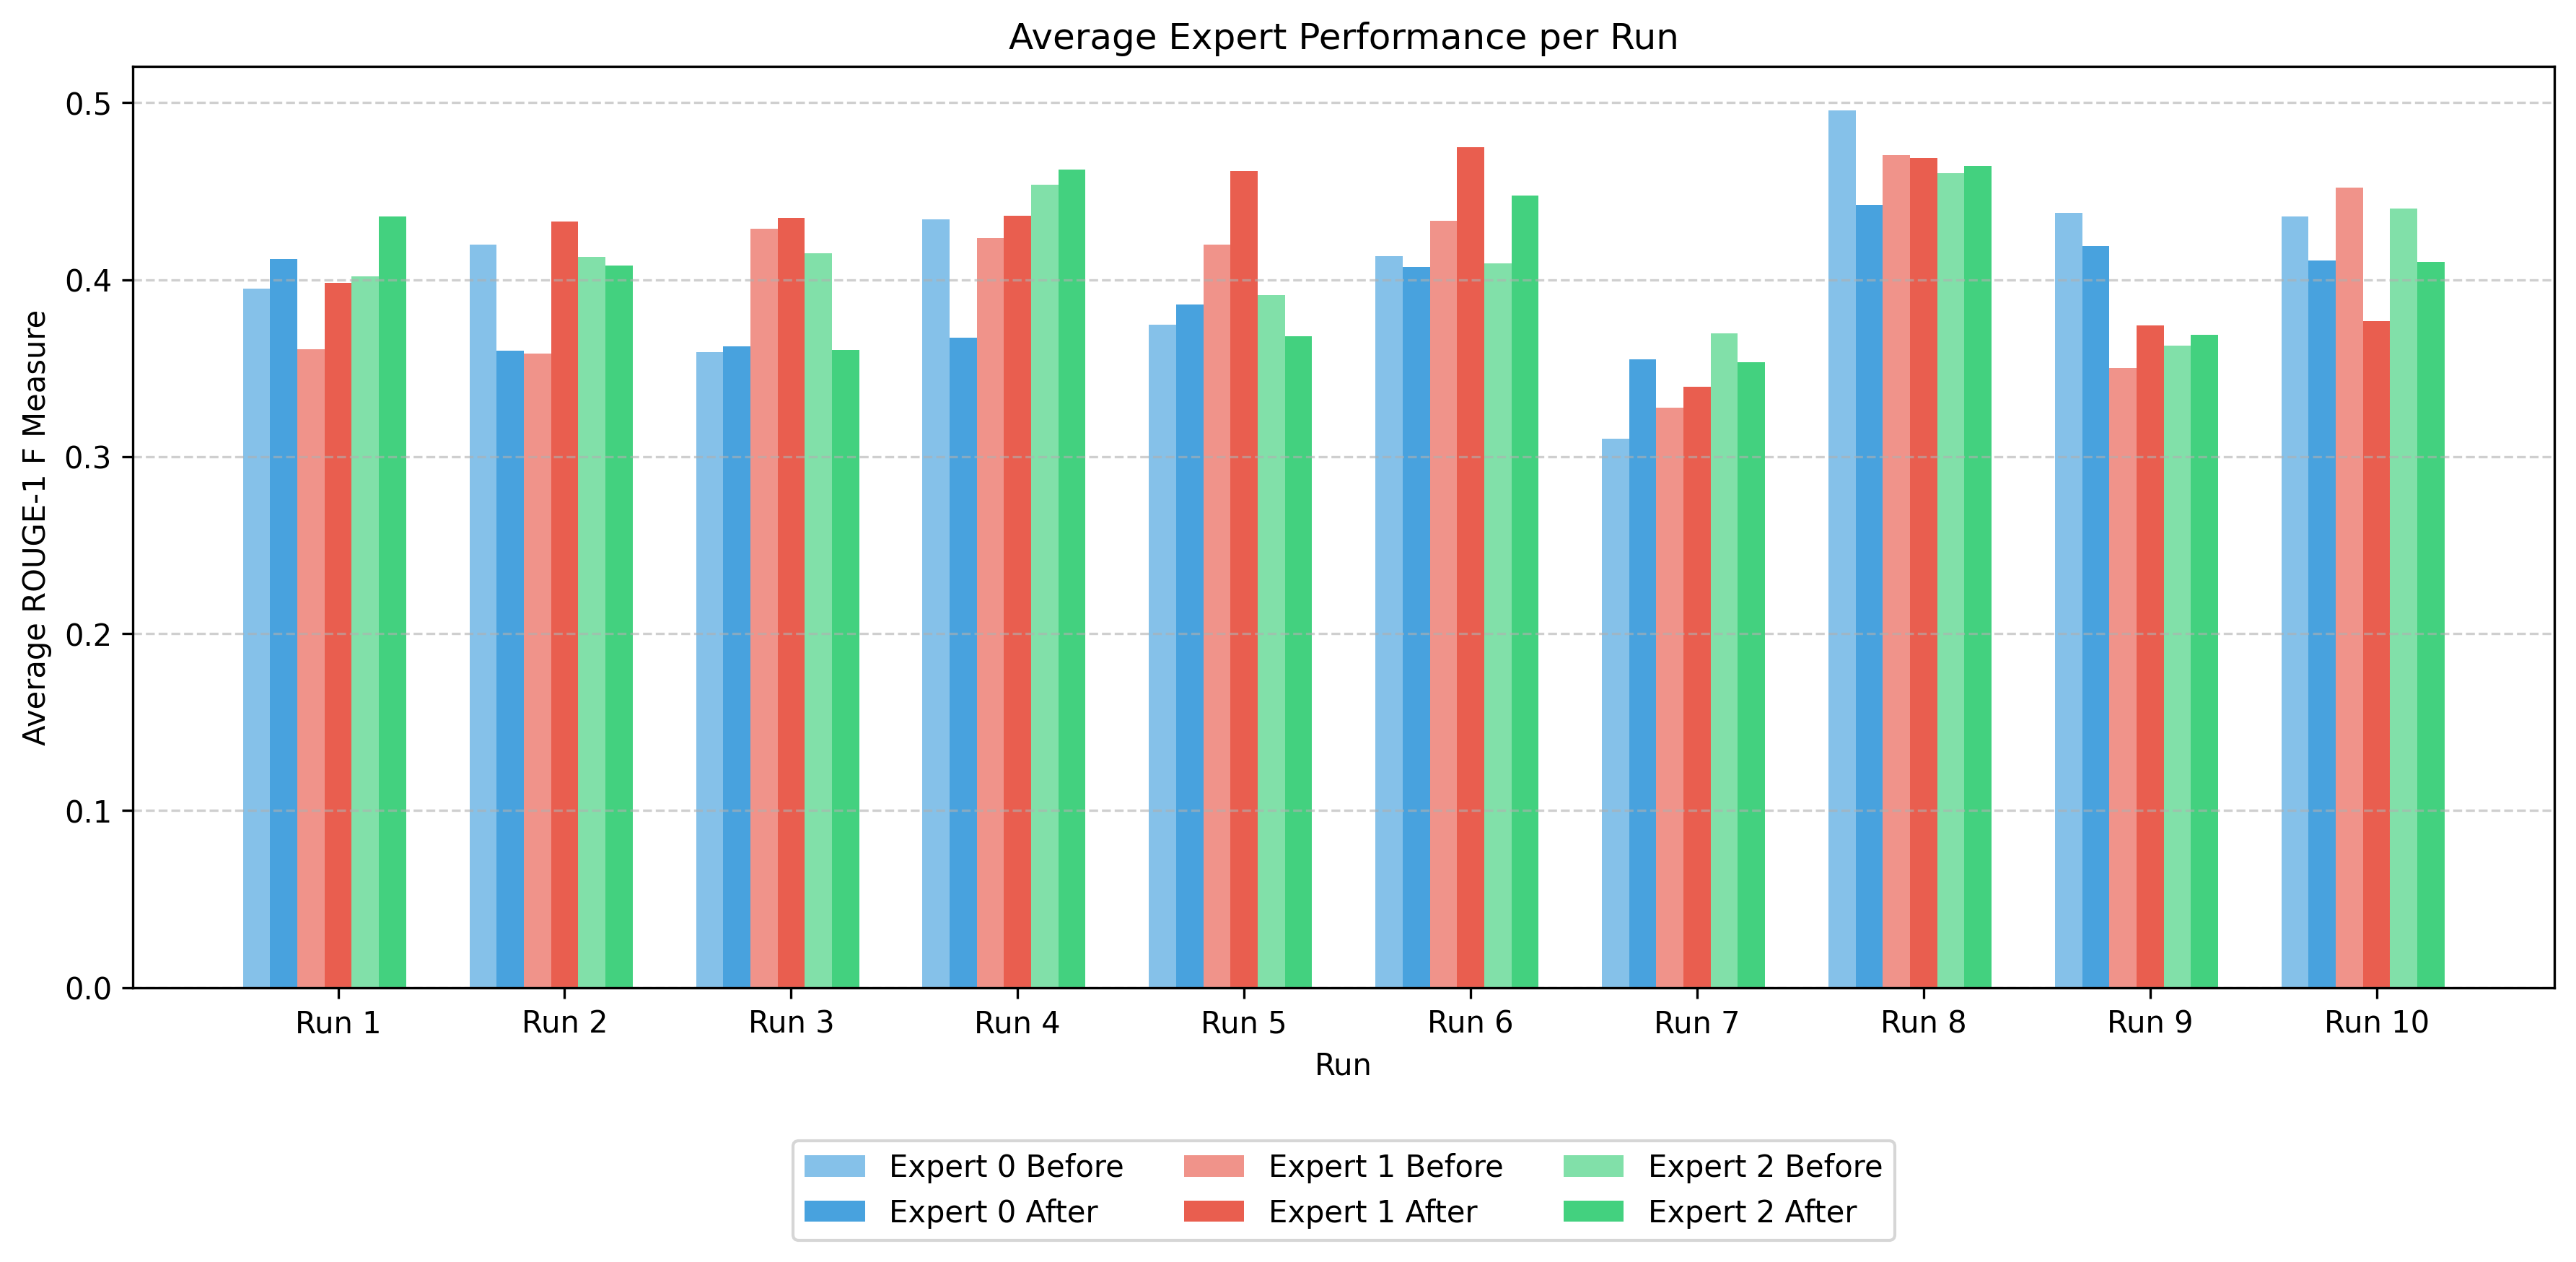 Average Expert Performance per Run
Average ROUGE-1 F Measure
0.5
0.4
0.3
0.2
0.1
0.0
Run 1 Run 2 Run 3 Run 4 Run 5 Run 6 Run 7 Run 8 Run 9 Run 10
Run
Expert 0 Before Expert 1 Before Expert 2 Before
Expert 0 After Expert 1 After Expert 2 After